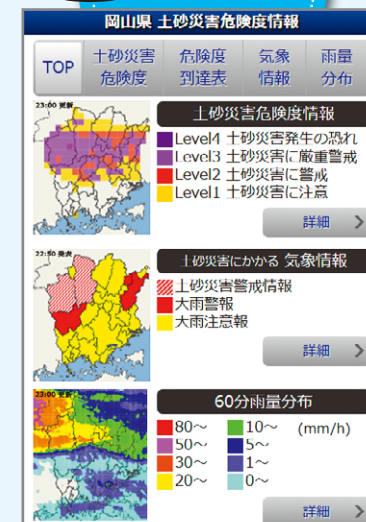 岡山県 土砂災害危険度情報
TOP
土砂災害
危険度
危険度
到達表
気象
情報
雨量
分布
23:00 更新
土砂災害危険度情報
Level4 土砂災害発生の恐れ
Level3 土砂災害に厳重警戒
Level2 土砂災害に警戒
Level1 土砂災害に注意
詳細
22:50 発表
土砂災害にかかる 気象情報
土砂災害警戒情報
大雨警報
大雨注意報
詳細
23:00 更新
60分雨量分布
80～ 10～ (mm/h)
50～ 5～
30～ 1～
20～ 0～
詳細